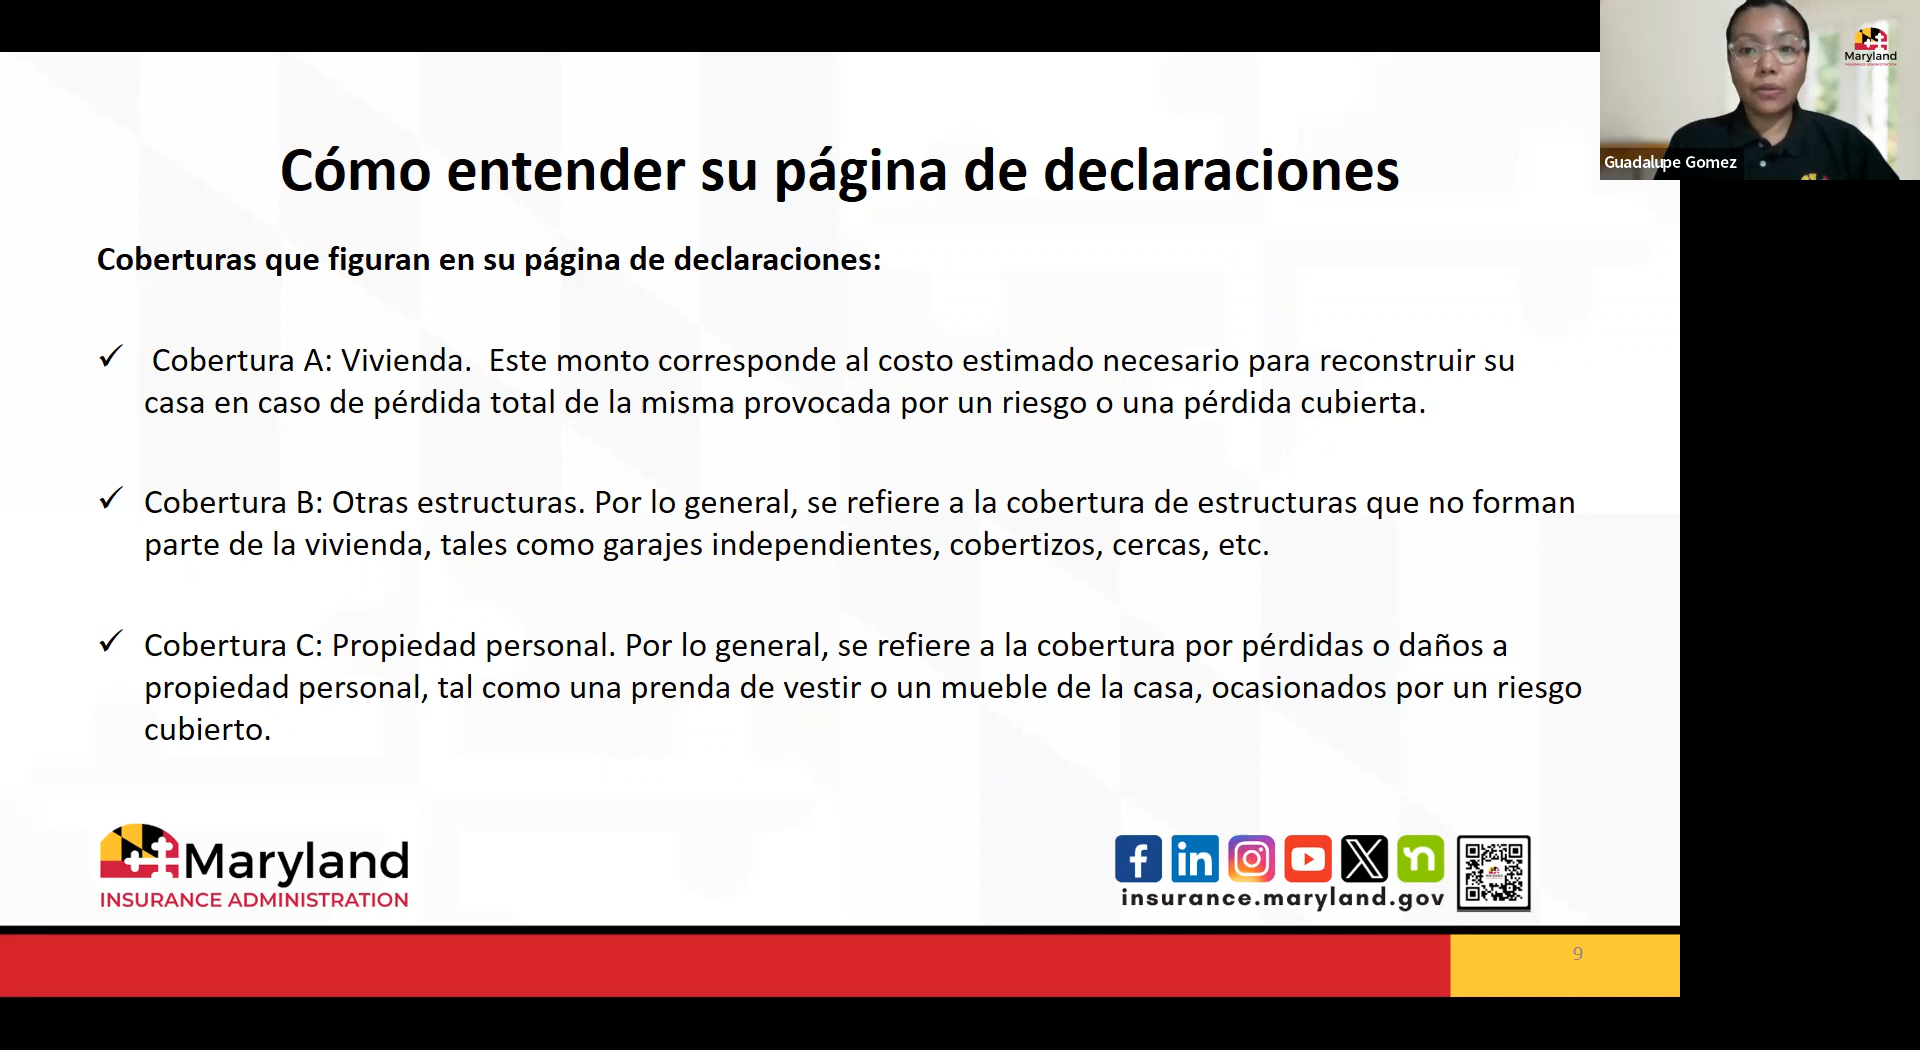 Cómo entender su página de declaraciones
Coberturas que figuran en su página de declaraciones:
✓ Cobertura A: Vivienda. Este monto corresponde al costo estimado necesario para reconstruir su
casa en caso de pérdida total de la misma provocada por un riesgo o una pérdida cubierta.
✓ Cobertura B: Otras estructuras. Por lo general, se refiere a la cobertura de estructuras que no forman
parte de la vivienda, tales como garajes independientes, cobertizos, cercas, etc.
✓ Cobertura C: Propiedad personal. Por lo general, se refiere a la cobertura por pérdidas o daños a
propiedad personal, tal como una prenda de vestir o un mueble de la casa, ocasionados por un riesgo
cubierto.
Maryland
INSURANCE ADMINISTRATION
insurance.maryland.gov
9
Maryland
Guadalupe Gomez